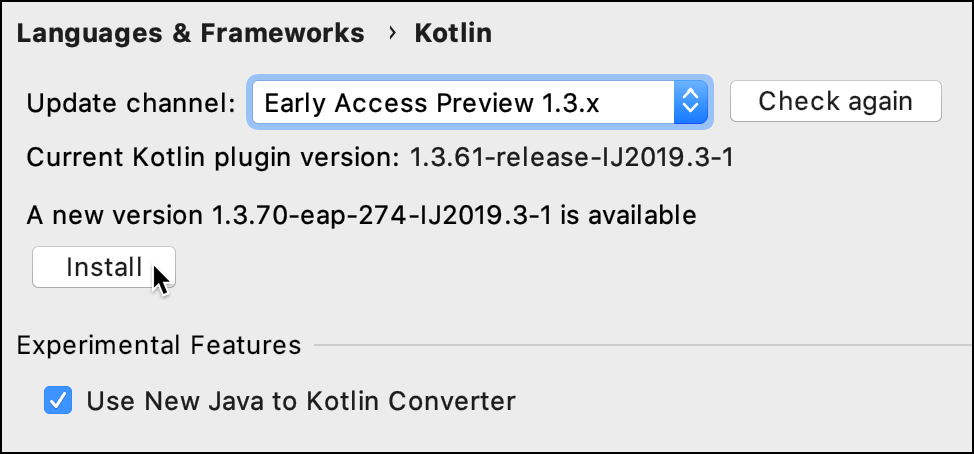 Languages & Frameworks › Kotlin
Update channel: Early Access Preview 1.3.x Check again
Current Kotlin plugin version: 1.3.61-release-IJ2019.3-1
A new version 1.3.70-eap-274-IJ2019.3-1 is available
Install
Experimental Features
Use New Java to Kotlin Converter